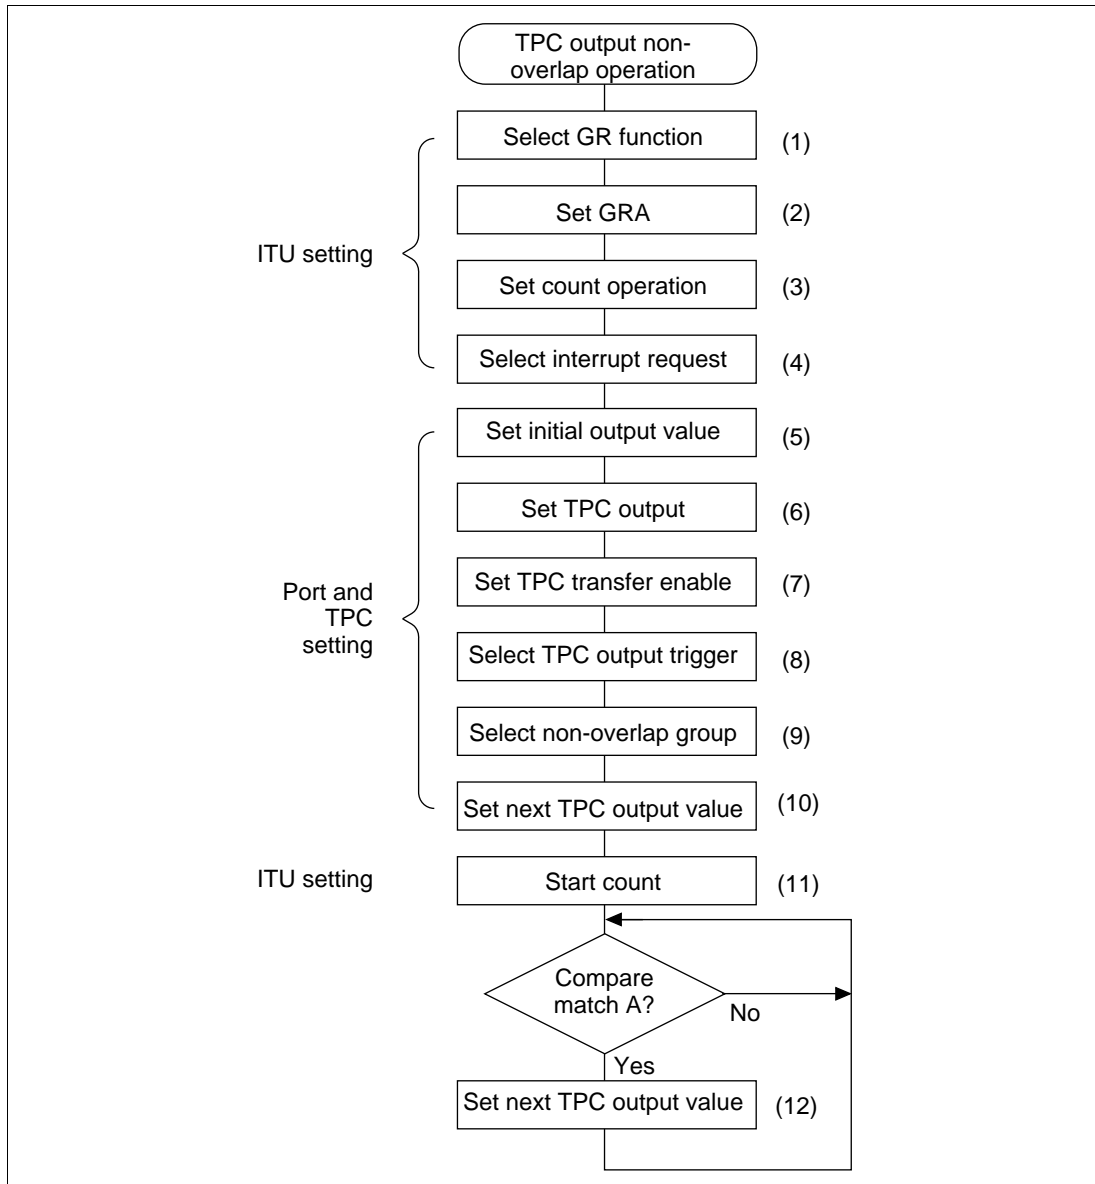 TPC output non-
overlap operation
Select GR function
(1)
Set GRA
(2)
ITU setting
Set count operation
(3)
Select interrupt request
(4)
Set initial output value
(5)
Set TPC output
(6)
Set TPC transfer enable
(7)
Port and
TPC
setting
Select TPC output trigger
(8)
Select non-overlap group
(9)
Set next TPC output value
(10)
ITU setting
Start count
(11)
Compare
match A?
No
Yes
Set next TPC output value
(12)